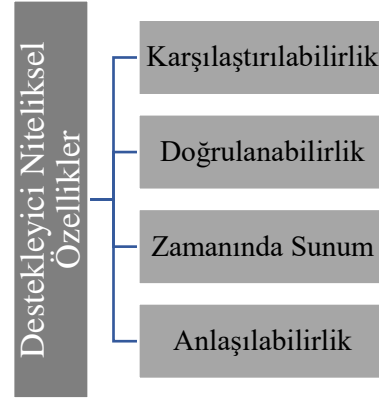 Destekleyici Niteliksel
Özellikler
Karşılaştırılabilirlik
Doğrulanabilirlik
Zamanında Sunum
Anlaşılabilirlik